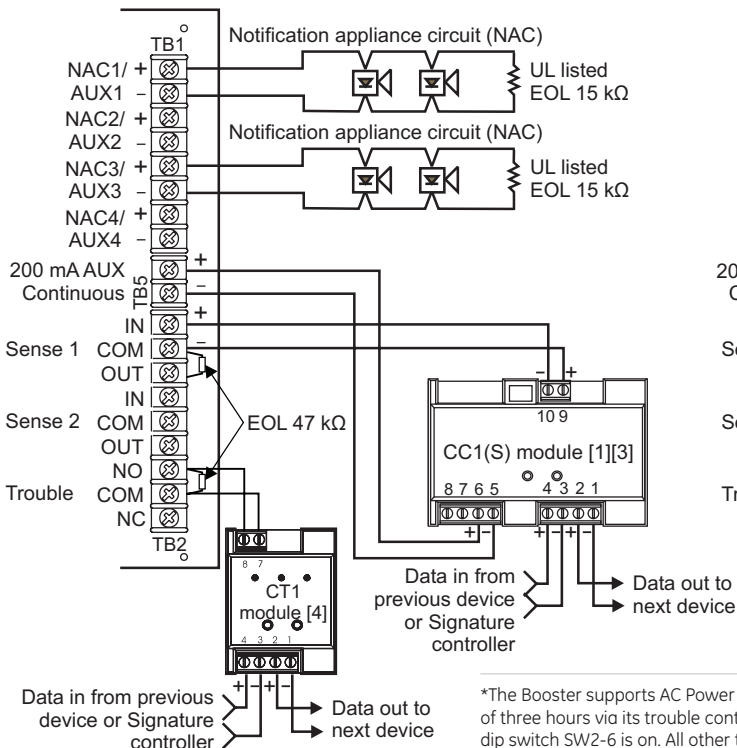 TB1
Notification appliance circuit (NAC)
NAC1/ +
AUX1 –
UL listed
EOL 15 kΩ
NAC2/ +
AUX2 –
Notification appliance circuit (NAC)
NAC3/ +
AUX3 –
UL listed
EOL 15 kΩ
NAC4/ +
AUX4 –
200 mA AUX +
Continuous –
TB5
+
IN
Sense 1 COM –
OUT
IN
Sense 2 COM
OUT
EOL 47 kΩ
NO
Trouble COM
NC
TB2
– +
10 9
CC1(S) module [1][3]
8 7 6 5 4 3 2 1
+ – + – + –
Data in from
previous device
or Signature
controller
Data out to
next device
8 7
CT1
module [4]
4 3 2 1
+ – + –
Data in from previous
device or Signature
controller
Data out to
next device
20
C
Se
Se
Tr
*The Booster supports AC Power
of three hours via its trouble cont
dip switch SW2-6 is on. All other t